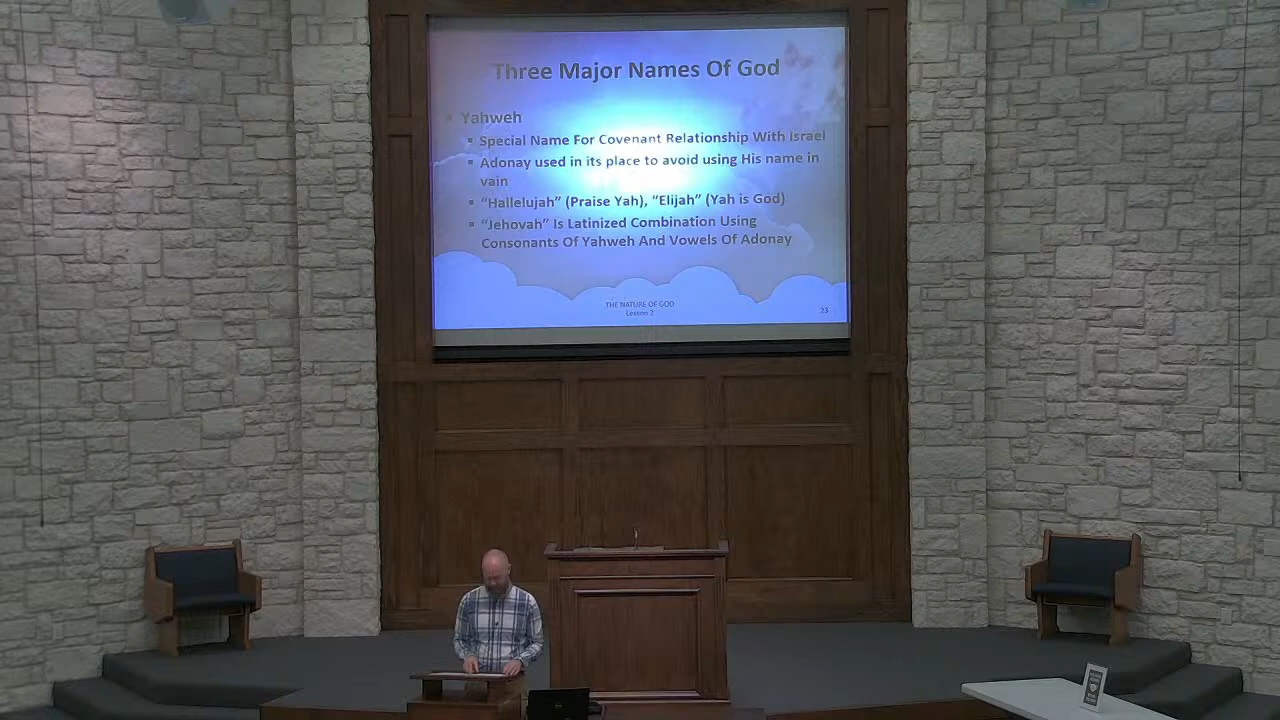 Three Major Names Of God
Yahweh
Special Name For Covenant Relationship With Israel
Adonay used in its place to avoid using His name in
vain
“Hallelujah” (Praise Yah), “Elijah” (Yah is God)
“Jehovah” Is Latinized Combination Using
Consonants Of Yahweh And Vowels Of Adonay
THE NATURE OF GOD
Lesson 2
23